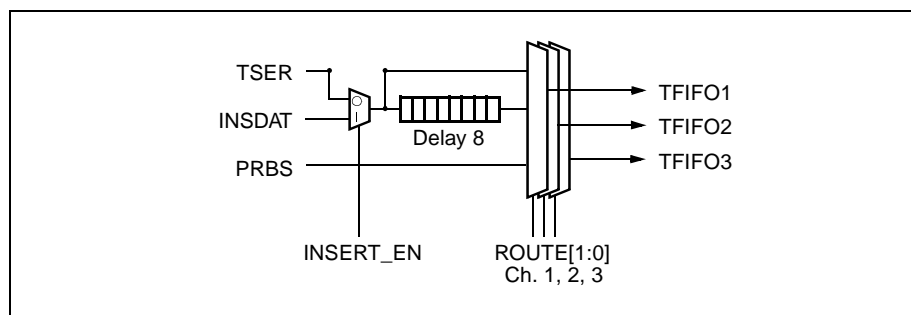 TSER
INSDAT
PRBS
O
I
Delay 8
TFIFO1
TFIFO2
TFIFO3
INSERT_EN
ROUTE[1:0]
Ch. 1, 2, 3